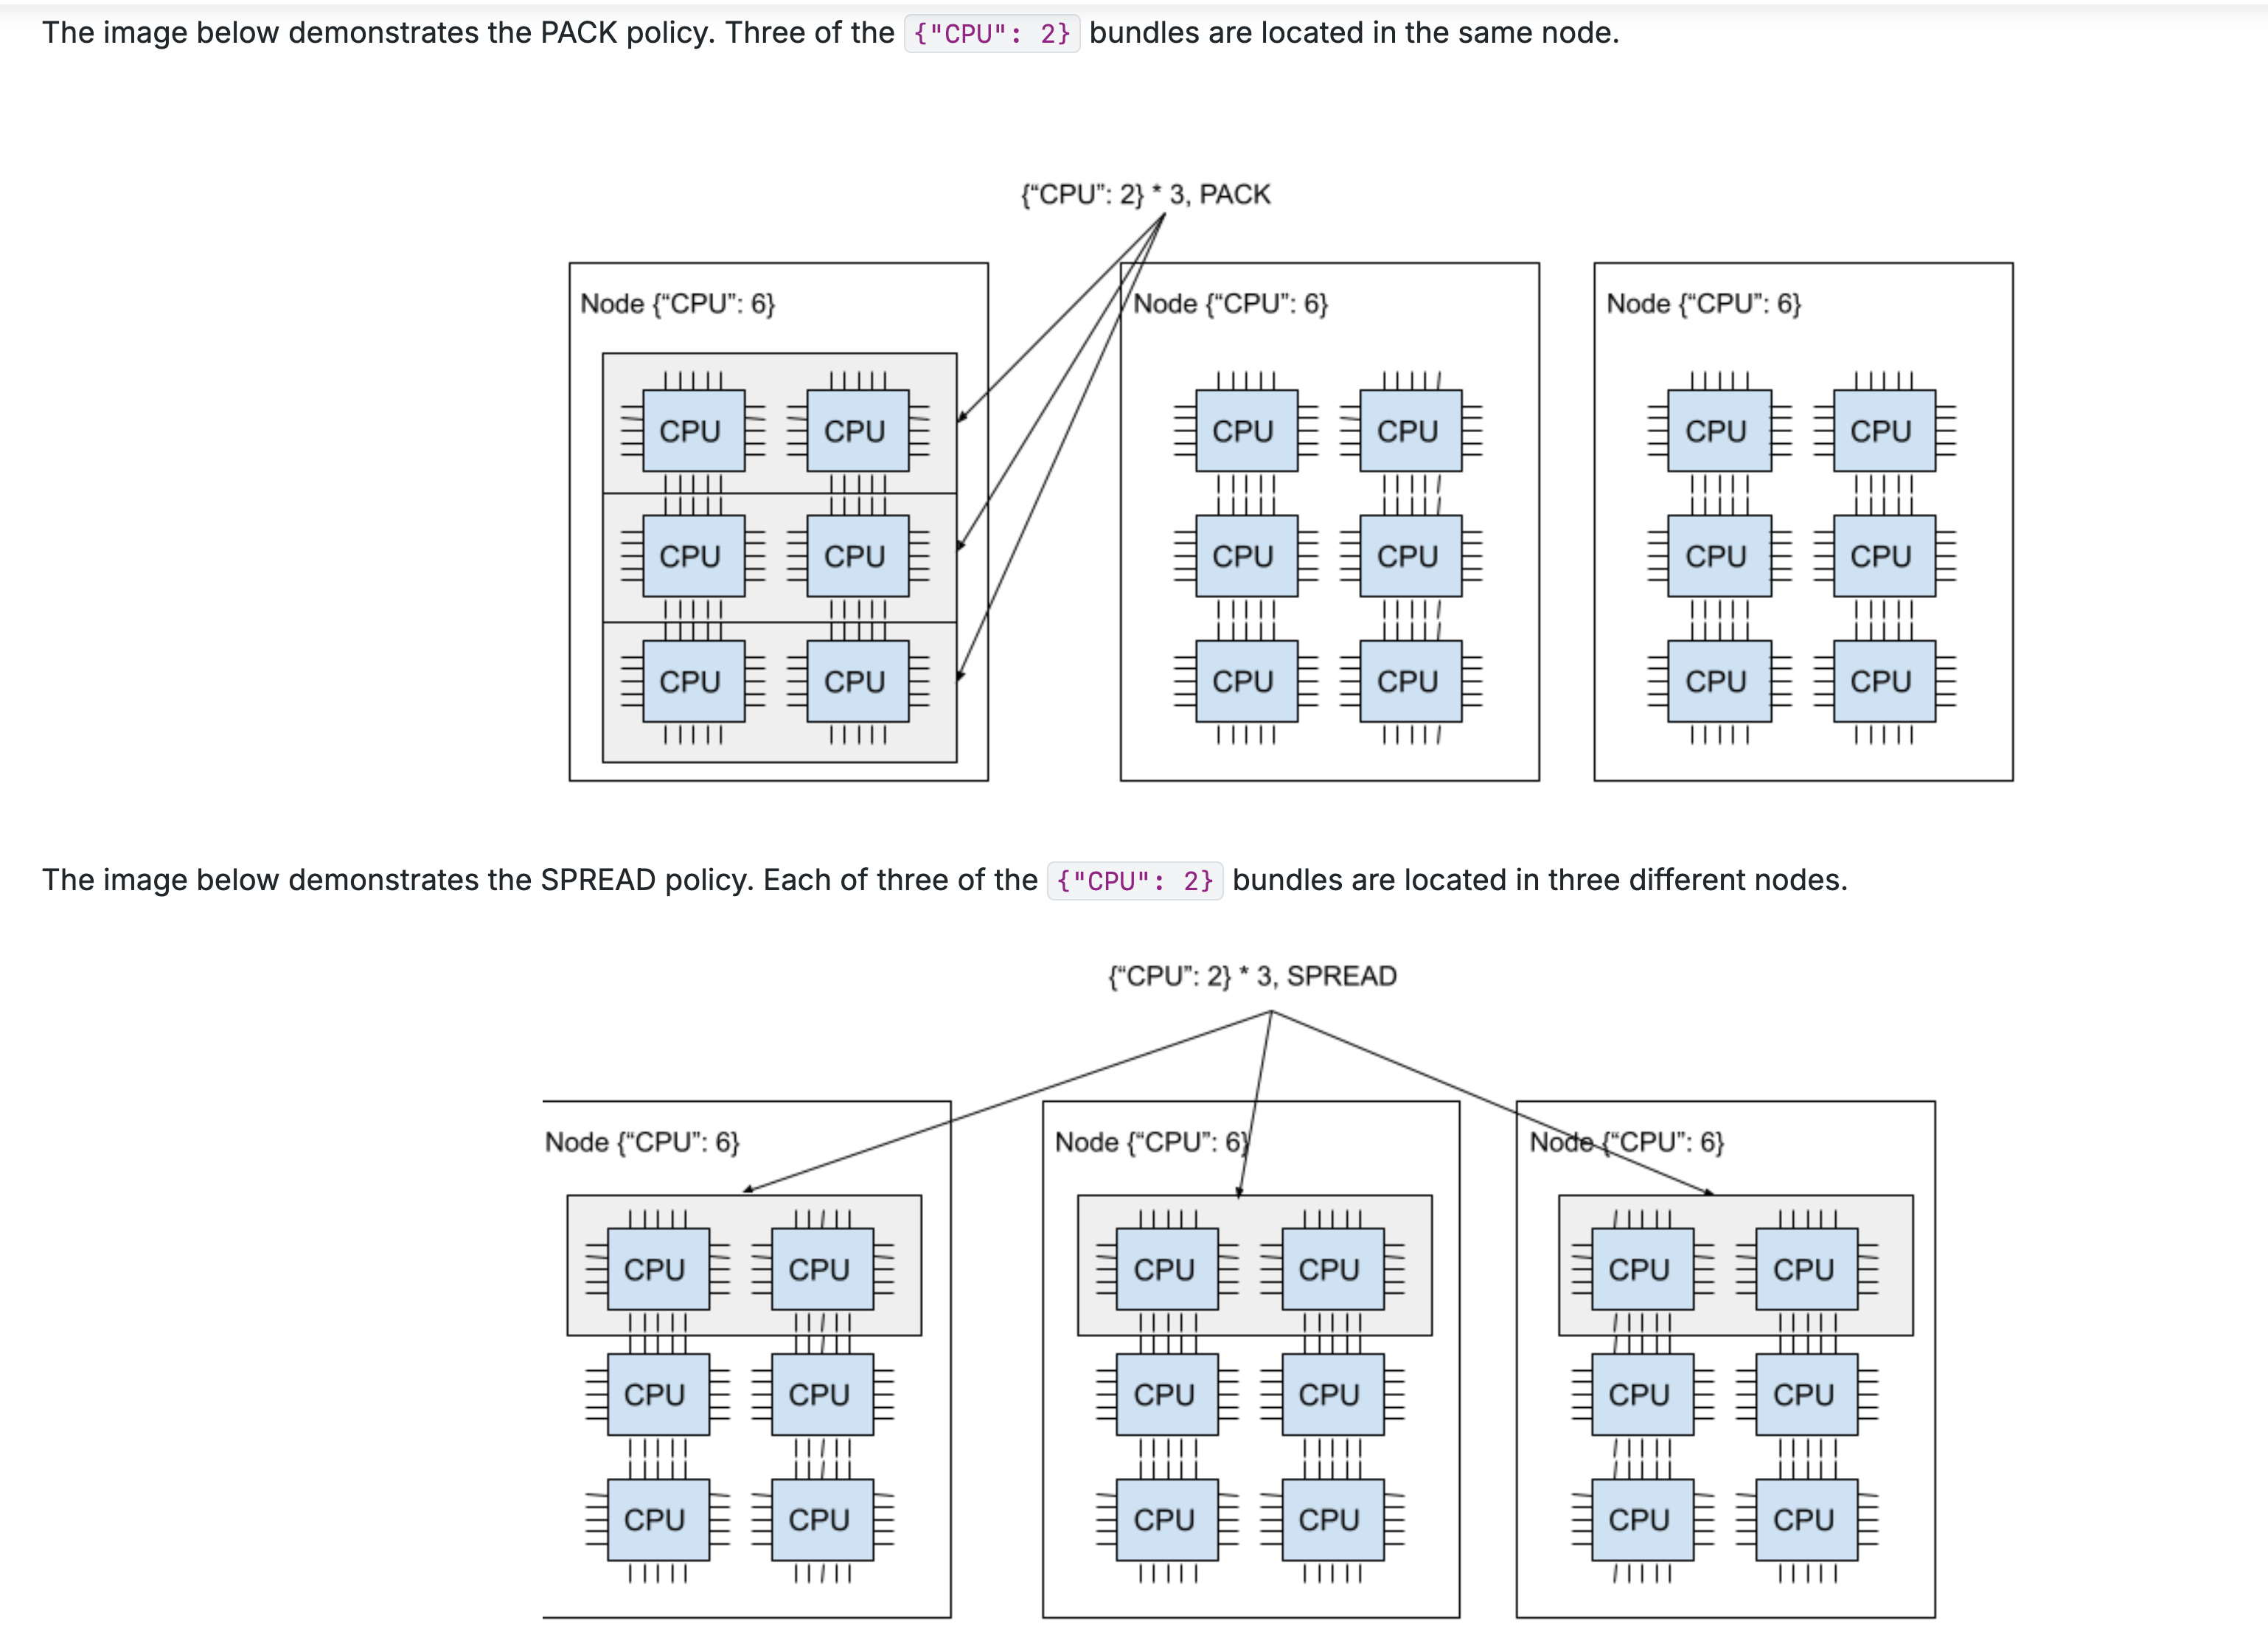 The image below demonstrates the PACK policy. Three of the {"CPU": 2} bundles are located in the same node.
{“CPU”: 2} * 3, PACK
Node {“CPU”: 6}
Node {“CPU”: 6}
Node {“CPU”: 6}
CPU CPU CPU CPU CPU CPU
CPU CPU CPU CPU CPU CPU
CPU CPU CPU CPU CPU CPU
The image below demonstrates the SPREAD policy. Each of three of the {"CPU": 2} bundles are located in three different nodes.
{“CPU”: 2} * 3, SPREAD
Node {“CPU”: 6}
Node {“CPU”: 6}
Node {“CPU”: 6}
CPU CPU CPU CPU CPU CPU
CPU CPU CPU CPU CPU CPU
CPU CPU CPU CPU CPU CPU